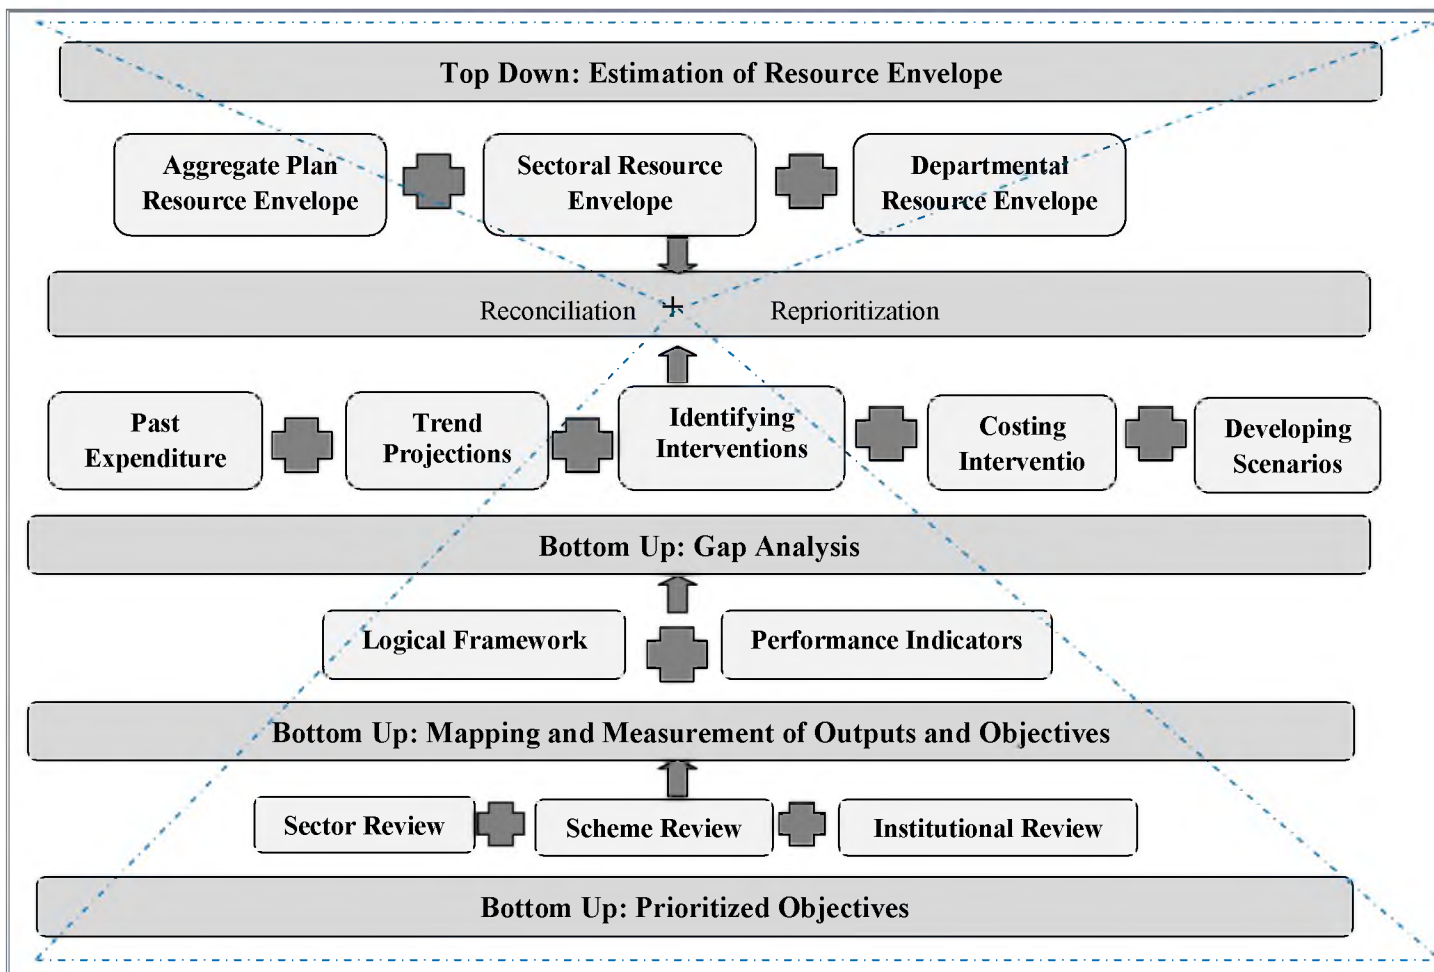 Top Down: Estimation of Resource Envelope
Aggregate Plan
Resource Envelope
Sectoral Resource
Envelope
Departmental
Resource Envelope
Reconciliation + Reprioritization
Past
Expenditure
Trend
Projections
Identifying
Interventions
Costing
Interventio
Developing
Scenarios
Bottom Up: Gap Analysis
Logical Framework
Performance Indicators
Bottom Up: Mapping and Measurement of Outputs and Objectives
Sector Review
Scheme Review
Institutional Review
Bottom Up: Prioritized Objectives